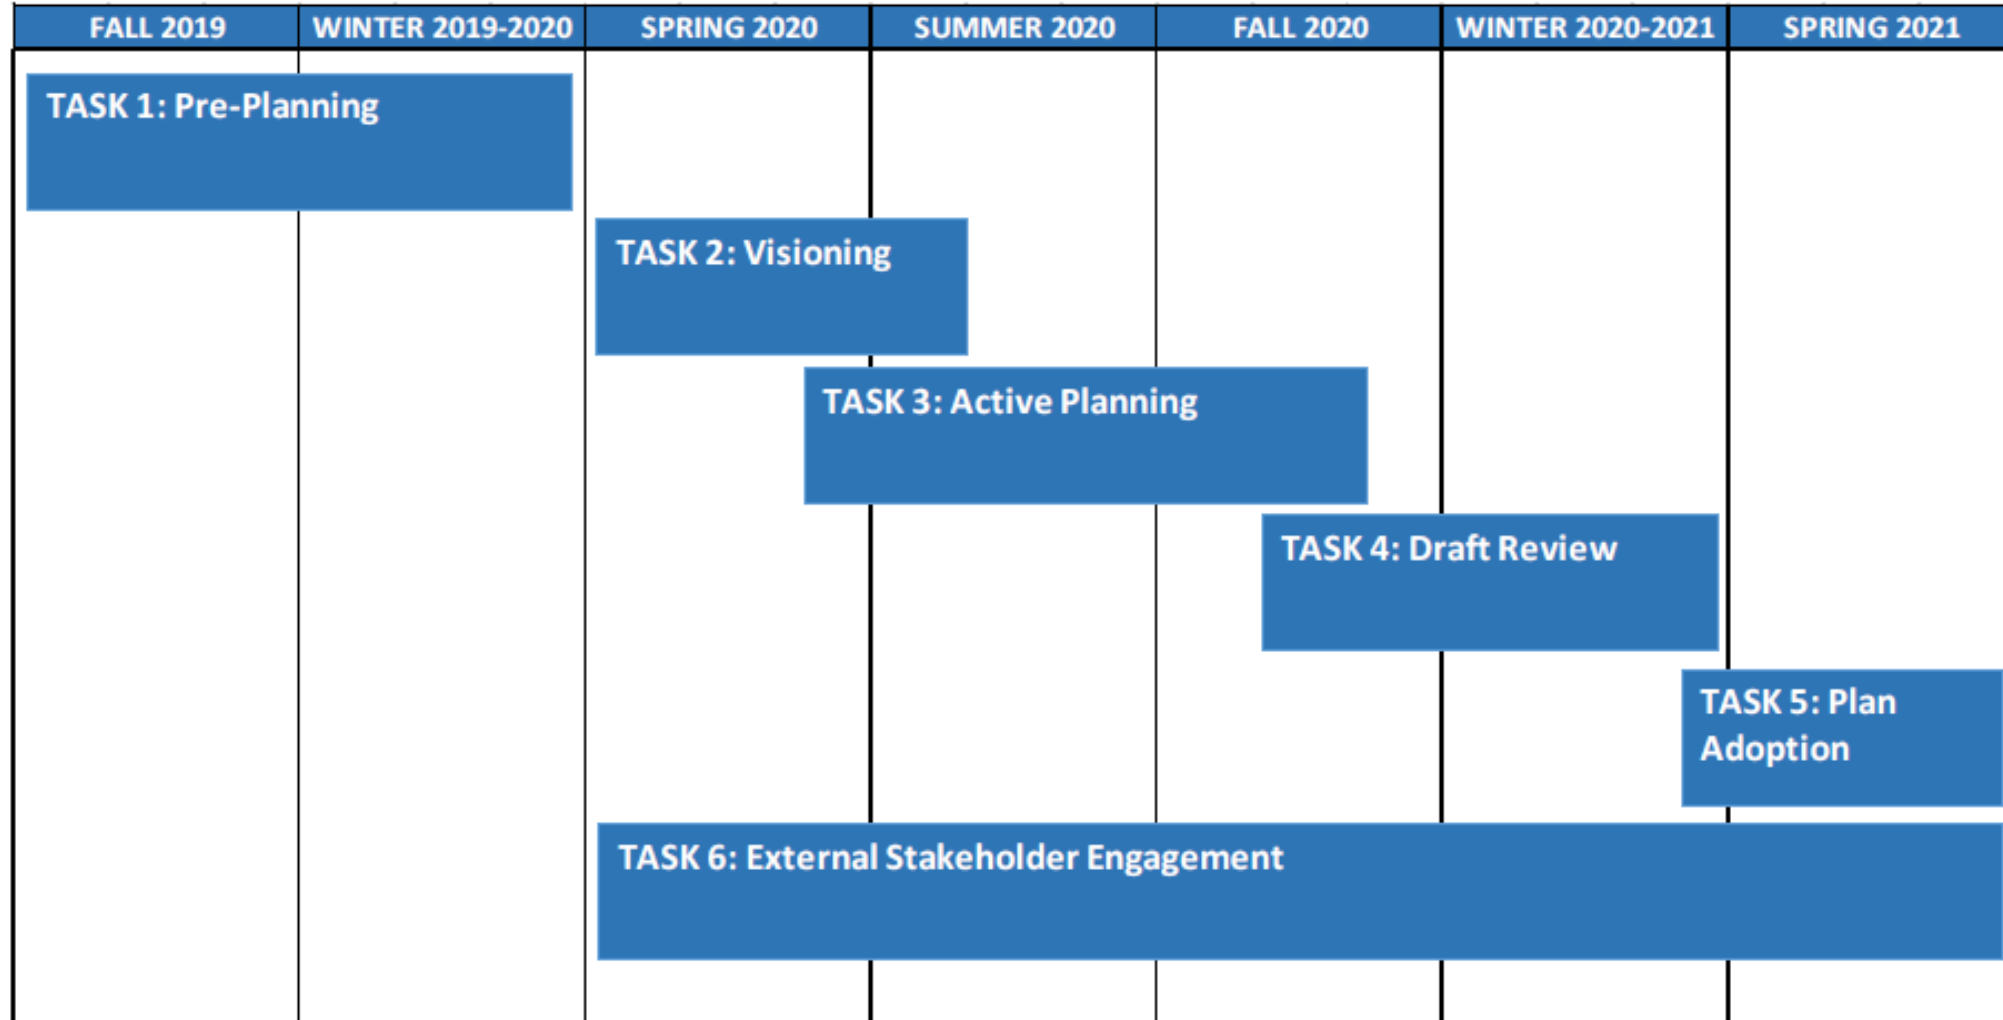 FALL 2019 WINTER 2019-2020 SPRING 2020 SUMMER 2020 FALL 2020 WINTER 2020-2021 SPRING 2021
TASK 1: Pre-Planning
TASK 2: Visioning
TASK 3: Active Planning
TASK 4: Draft Review
TASK 5: Plan
Adoption
TASK 6: External Stakeholder Engagement